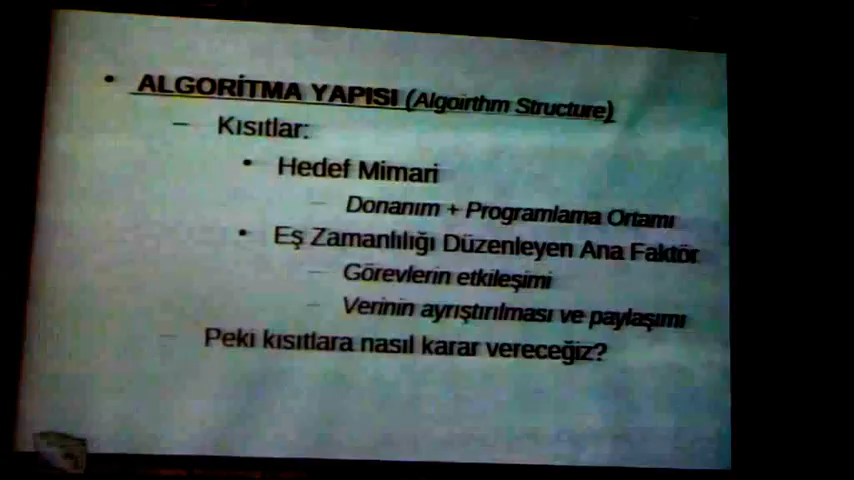 • ALGORİTMA YAPISI (Algoirthm Structure)
– Kısıtlar:
• Hedef Mimari
– Donanım + Programlama Ortamı
• Eş Zamanlılığı Düzenleyen Ana Faktör
– Görevlerin etkileşimi
– Verinin ayrıştırılması ve paylaşımı
– Peki kısıtlara nasıl karar vereceğiz?